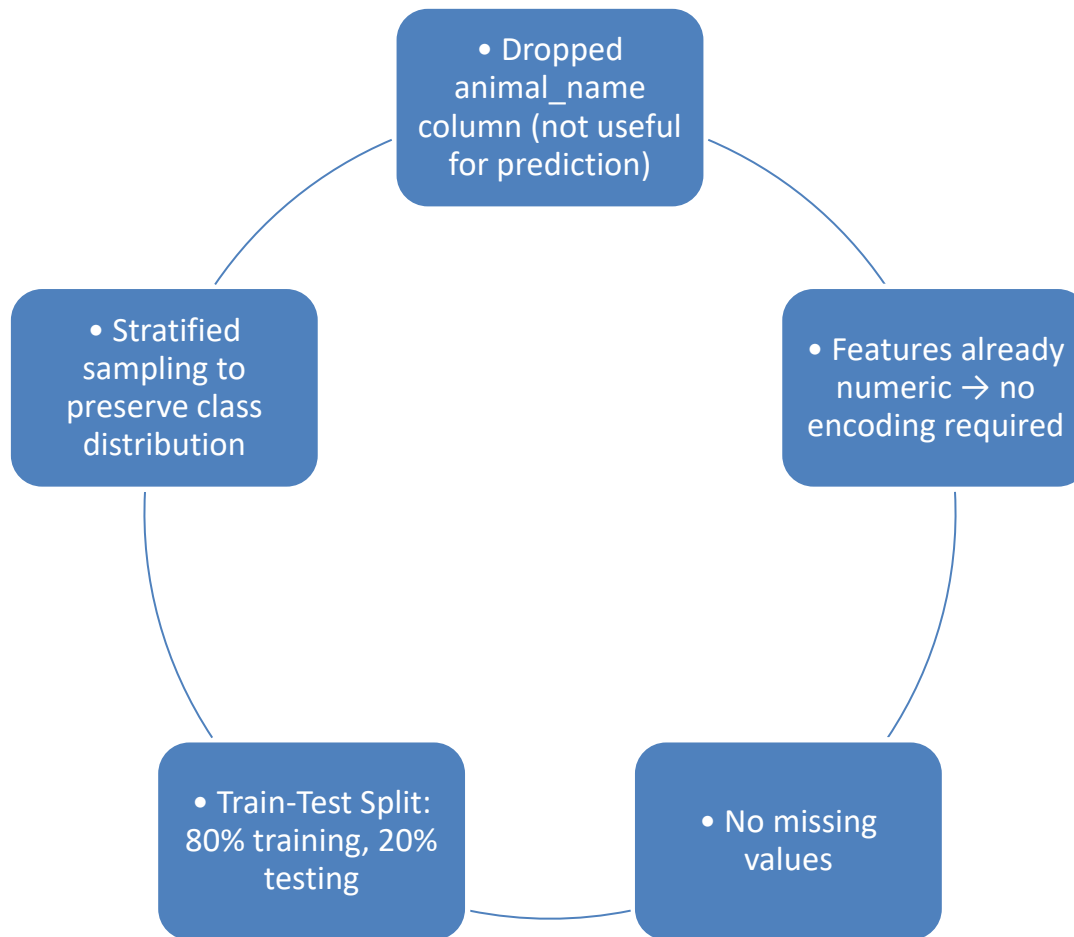 • Dropped
animal_name
column (not useful
for prediction)
• Features already
numeric → no
encoding required
• No missing
values
• Train-Test Split:
80% training, 20%
testing
• Stratified
sampling to
preserve class
distribution